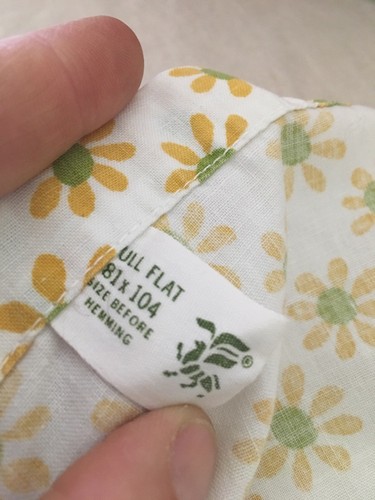 ULL FLAT
81 x 104
SIZE BEFORE
HEMMING
®